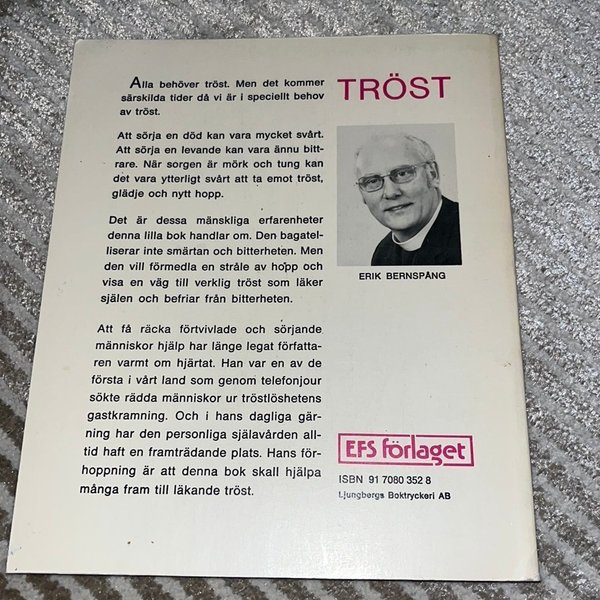 Alla behöver tröst. Men det kommer
särskilda tider då vi är i speciellt behov
av tröst.
Att sörja en död kan vara mycket svårt.
Att sörja en levande kan vara ännu bitt-
rare. När sorgen är mörk och tung kan
det vara ytterligt svårt att ta emot tröst,
glädje och nytt hopp.
Det är dessa mänskliga erfarenheter
denna lilla bok handlar om. Den bagatel-
liserar inte smärtan och bitterheten. Men
den vill förmedla en stråle av hopp och
visa en väg till verklig tröst som läker
själen och befriar från bitterheten.
Att få räcka förtvivlade och sörjande
människor hjälp har länge legat författa-
ren varmt om hjärtat. Han var en av de
första i vårt land som genom telefonjour
sökte rädda människor ur tröstlöshetens
gastkramning. Och i hans dagliga gär-
ning har den personliga själavården all-
tid haft en framträdande plats. Hans för-
hoppning är att denna bok skall hjälpa
många fram till läkande tröst.
TRÖST
ERIK BERNSPÅNG
EFS förlaget
ISBN 91 7080 352 8
Ljungbergs Boktryckeri AB